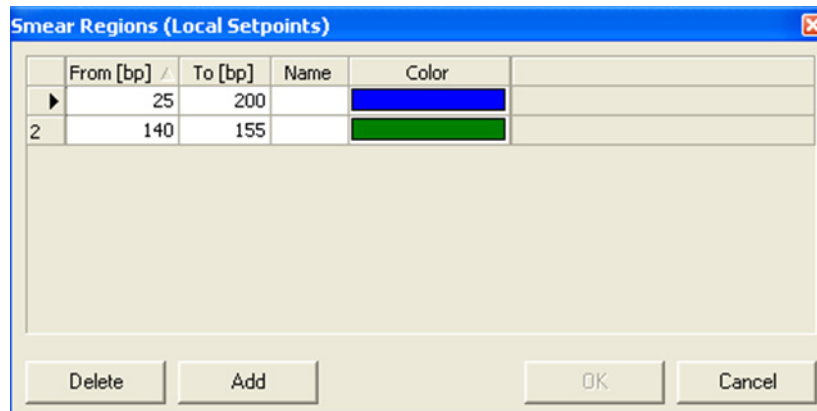 Smear Regions (Local Setpoints)
From [bp] To [bp] Name Color
25 200
2 140 155
Delete Add OK Cancel